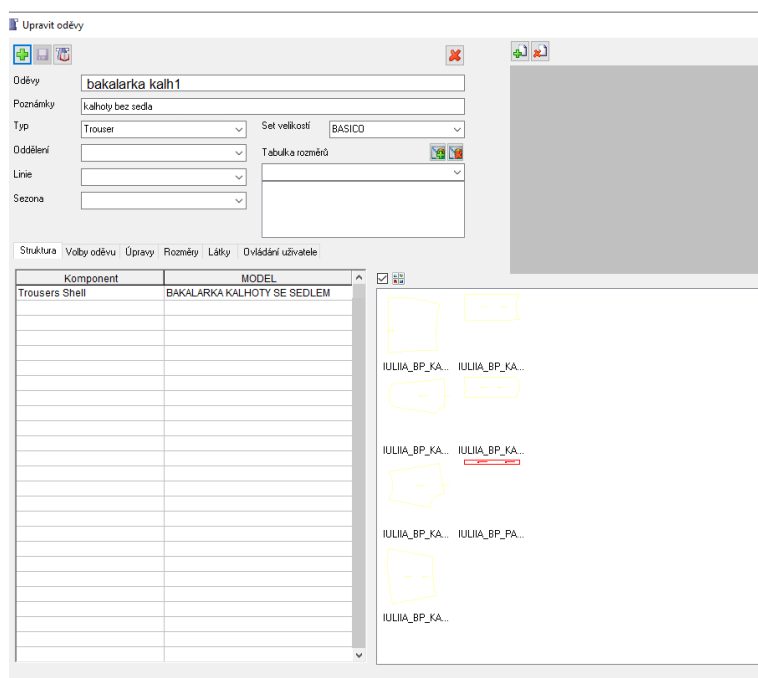 Upravit oděvy
Oděvy bakalarka kalh1
Poznámky kalhoty bez sedla
Typ Trouser Set velikostí BASICO
Oddělení Tabulka rozměrů
Linie
Sezona
Struktura Volby oděvu Úpravy Rozměry Látky Ovládání uživatele
Komponent MODEL
Trousers Shell BAKALARKA KALHOTY SE SEDLEM
IULIIA_BP_KA... IULIIA_BP_KA...
IULIIA_BP_KA... IULIIA_BP_KA...
IULIIA_BP_KA... IULIIA_BP_PA...
IULIIA_BP_KA...